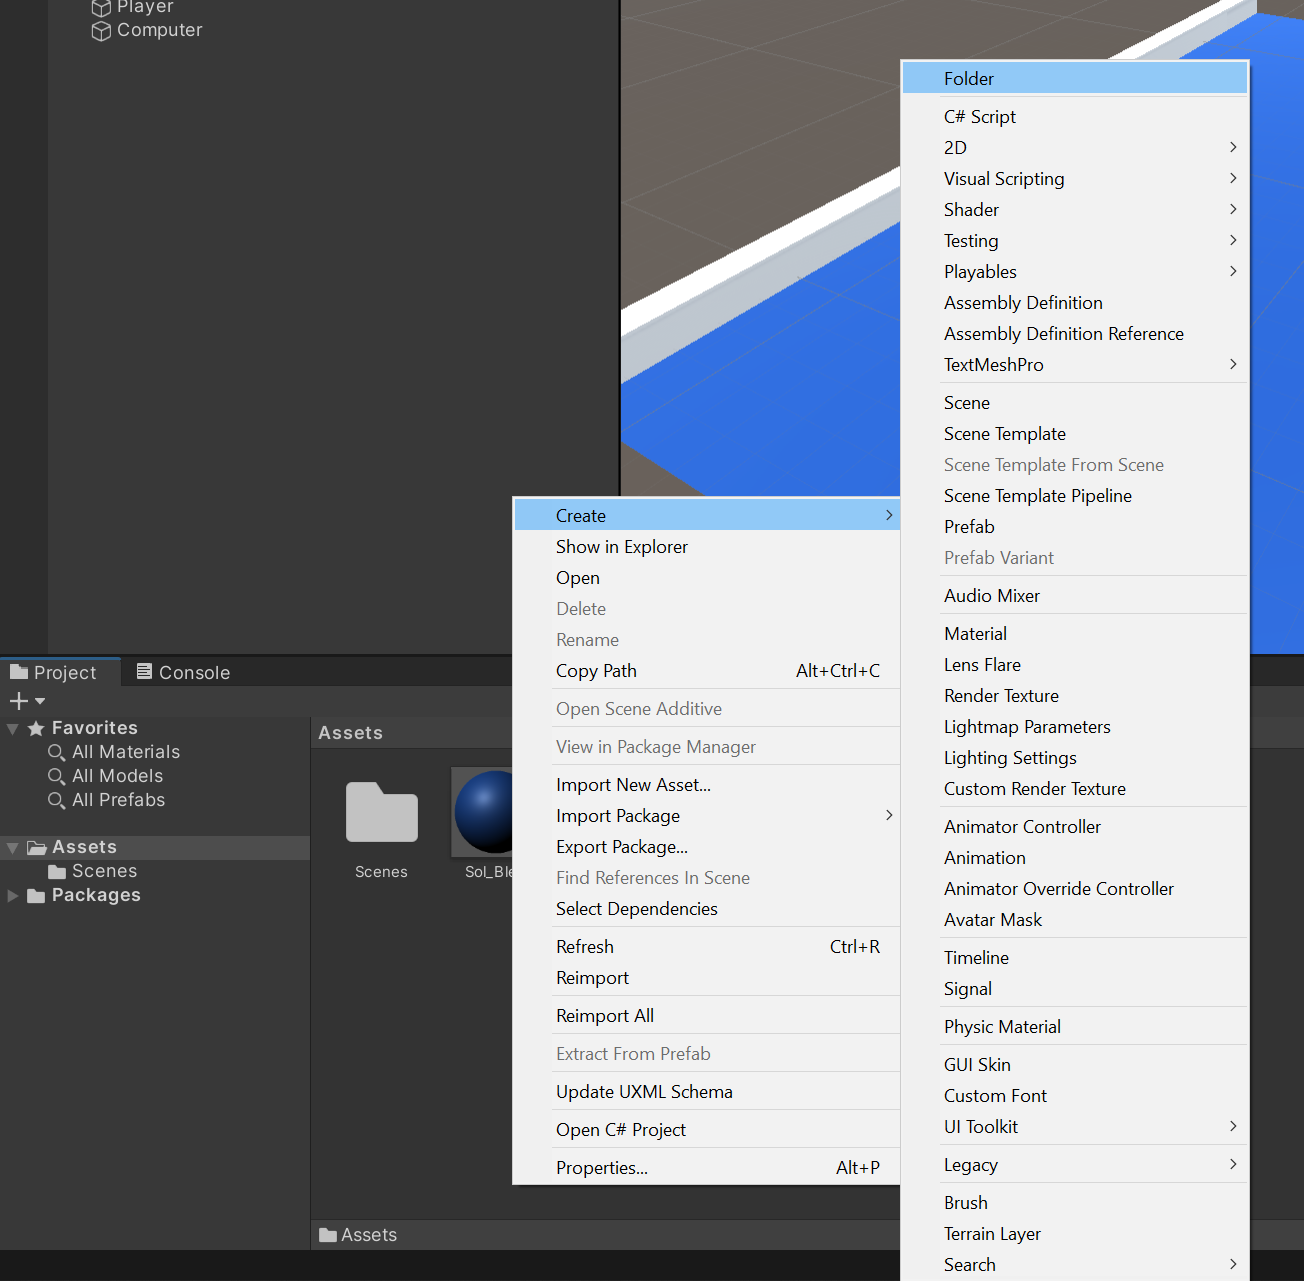 Player
Computer
Folder
C# Script
2D
Visual Scripting
Shader
Testing
Playables
Assembly Definition
Assembly Definition Reference
TextMeshPro
Scene
Scene Template
Scene Template From Scene
Scene Template Pipeline
Prefab
Prefab Variant
Audio Mixer
Material
Lens Flare
Render Texture
Lightmap Parameters
Lighting Settings
Custom Render Texture
Animator Controller
Animation
Animator Override Controller
Avatar Mask
Timeline
Signal
Physic Material
GUI Skin
Custom Font
UI Toolkit
Legacy
Brush
Terrain Layer
Search
Create
Show in Explorer
Open
Delete
Rename
Copy Path Alt+Ctrl+C
Open Scene Additive
View in Package Manager
Import New Asset...
Import Package
Export Package...
Find References In Scene
Select Dependencies
Refresh Ctrl+R
Reimport
Reimport All
Extract From Prefab
Update UXML Schema
Open C# Project
Properties... Alt+P
Project Console
Favorites
All Materials
All Models
All Prefabs
Assets
Scenes
Packages
Assets
Scenes
Sol_Ble
Assets